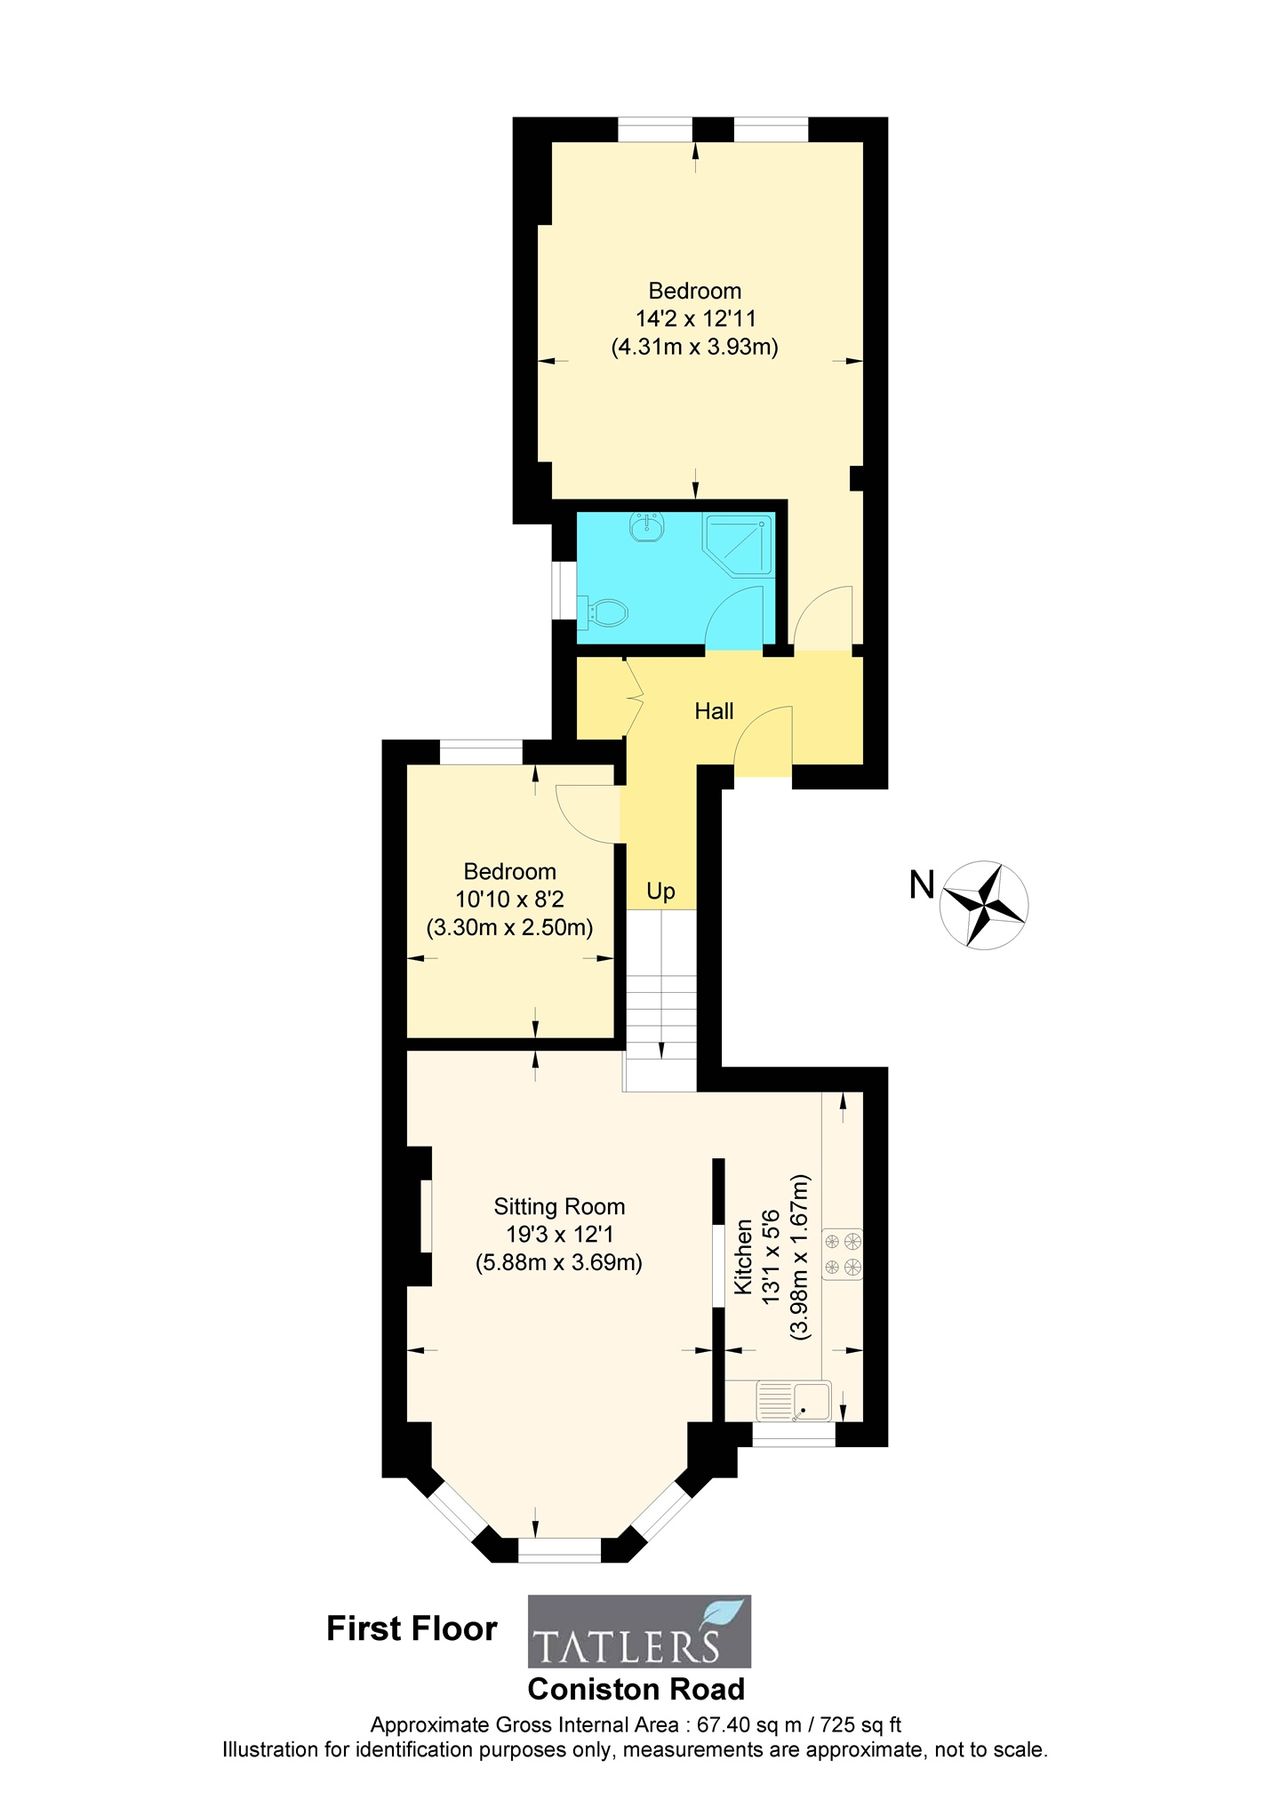 Bedroom
14'2 x 12'11
(4.31m x 3.93m)
Hall
Bedroom
10'10 x 8'2
(3.30m x 2.50m)
Up
N
Sitting Room
19'3 x 12'1
(5.88m x 3.69m)
Kitchen
13'1 x 5'6
(3.98m x 1.67m)
First Floor
TATLERS
Coniston Road
Approximate Gross Internal Area : 67.40 sq m / 725 sq ft
Illustration for identification purposes only, measurements are approximate, not to scale.